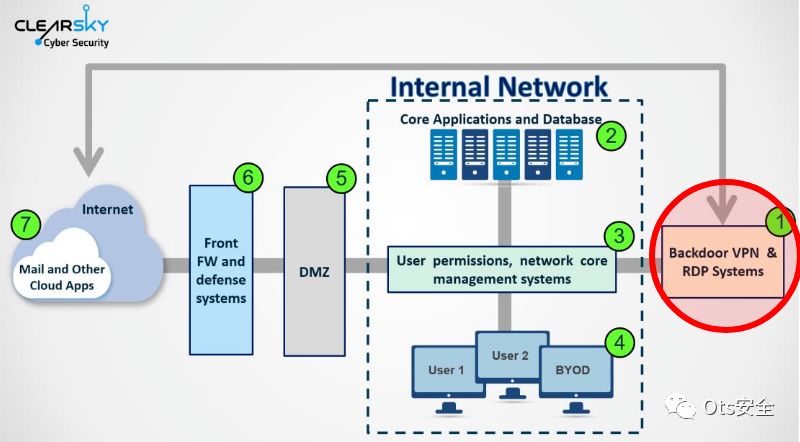 CLEARSKY
Cyber Security
Internal Network
Core Applications and Database
2
7
Internet
Mail and Other
Cloud Apps
6
Front
FW and
defense
systems
5
DMZ
3
User permissions, network core
management systems
1
Backdoor VPN &
RDP Systems
4
User 1
User 2
BYOD
Ots安全